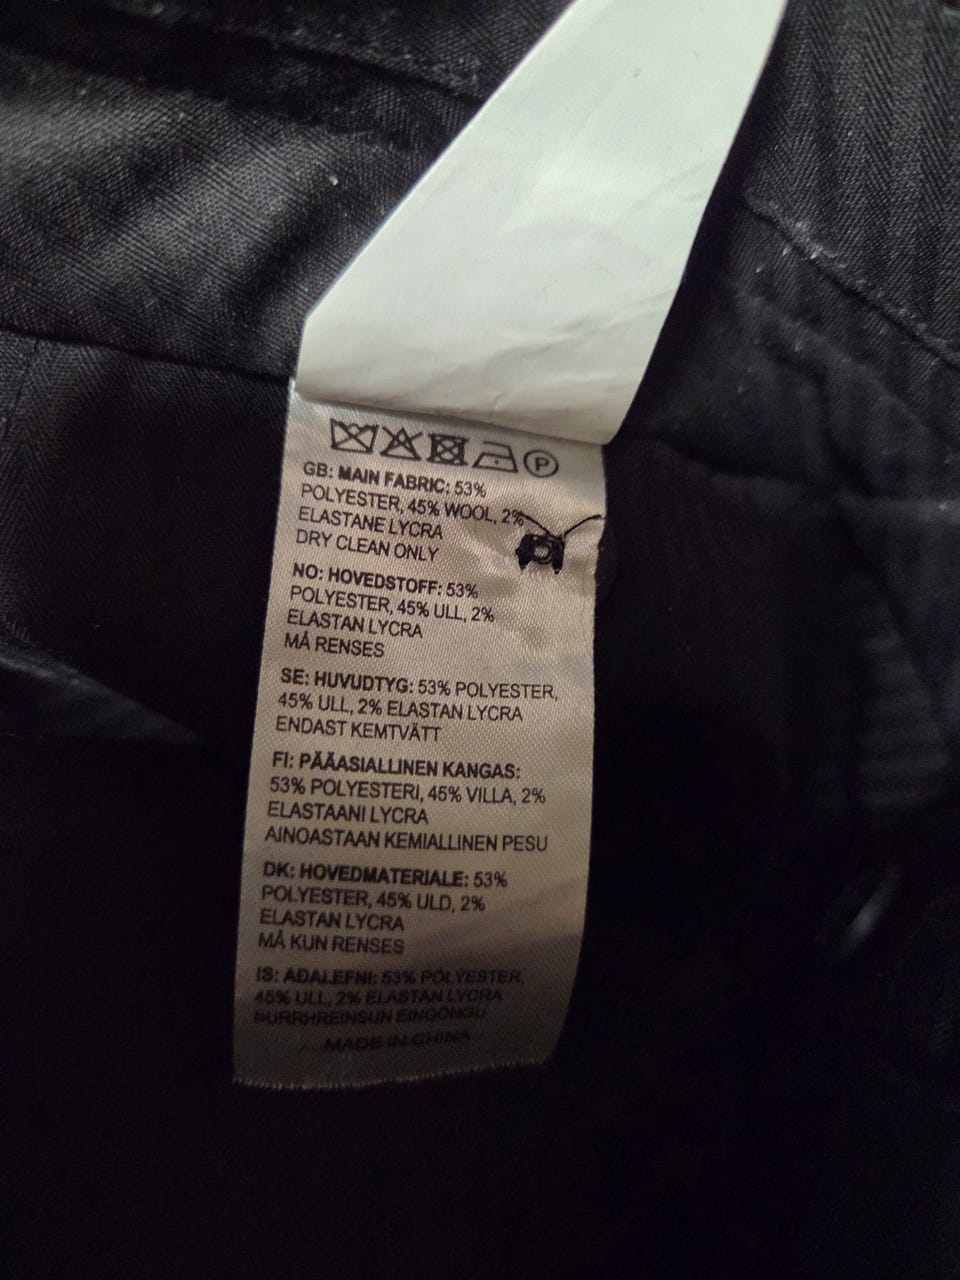 P
GB: MAIN FABRIC: 53%
POLYESTER, 45% WOOL, 2%
ELASTANE LYCRA
DRY CLEAN ONLY
NO: HOVEDSTOFF: 53%
POLYESTER, 45% ULL, 2%
ELASTAN LYCRA
MÅ RENSES
SE: HUVUDTYG: 53% POLYESTER,
45% ULL, 2% ELASTAN LYCRA
ENDAST KEMTVÄTT
FI: PÄÄASIALLINEN KANGAS:
53% POLYESTERI, 45% VILLA, 2%
ELASTAANI LYCRA
AINOASTAAN KEMIALLINEN PESU
DK: HOVEDMATERIALE: 53%
POLYESTER, 45% ULD, 2%
ELASTAN LYCRA
MÅ KUN RENSES
IS: AÐALEFNI: 53% PÓLÝESTER,
45% ULL, 2% ELASTAN LYCRA
ÞURRHREINSUN EINGÖNGU
MADE IN CHINA